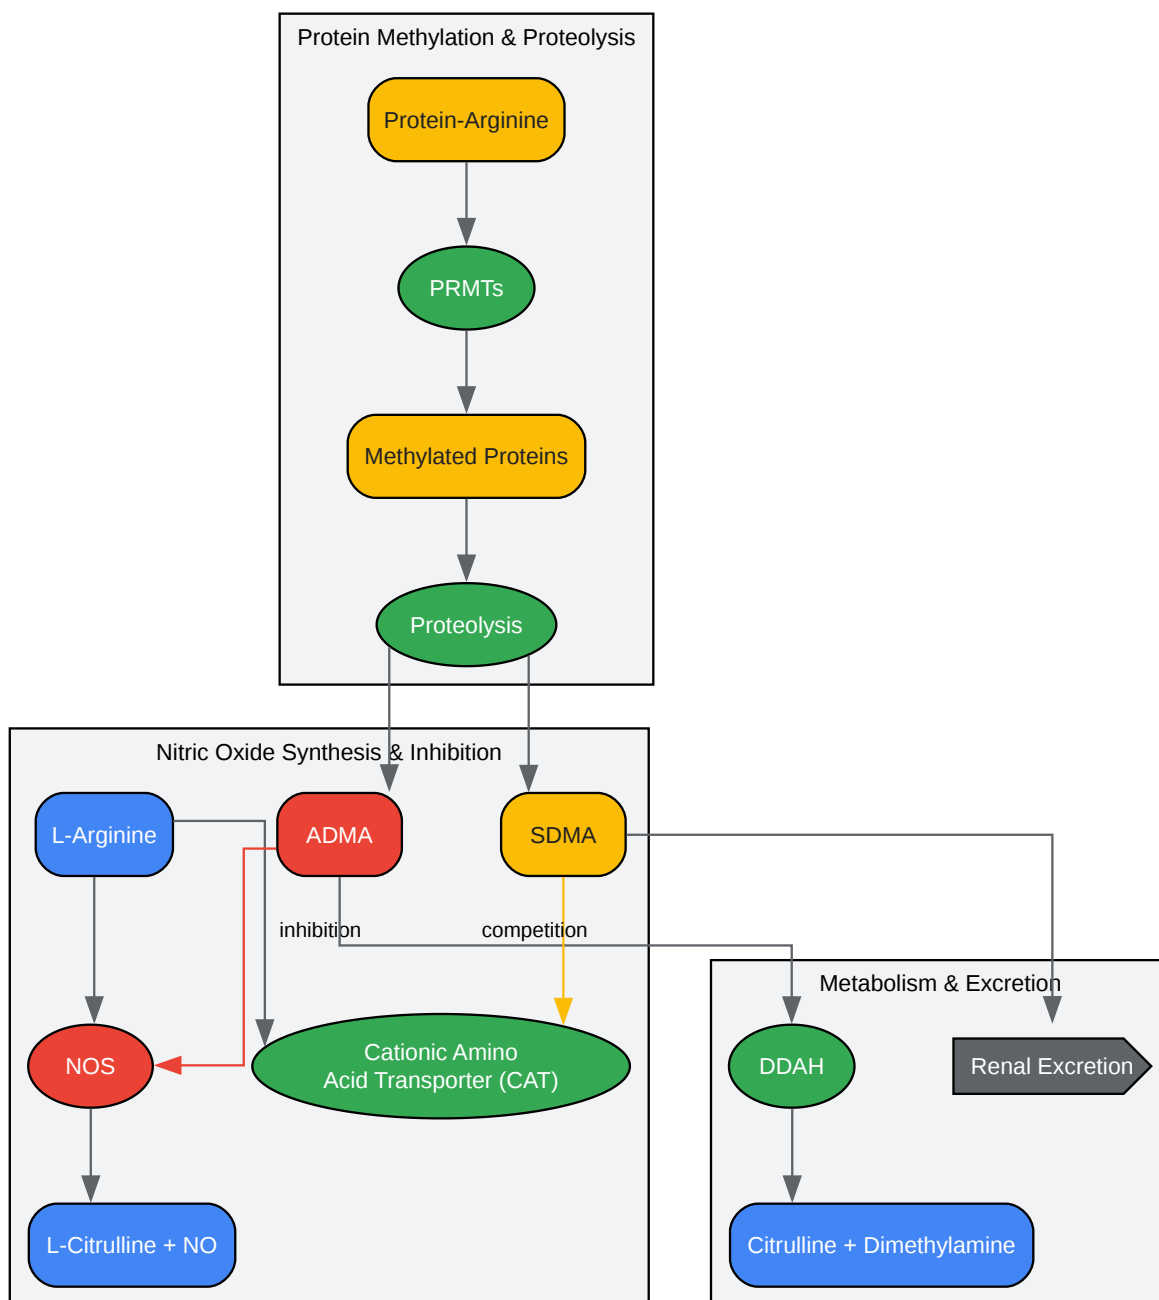 Protein Methylation & Proteolysis
Protein-Arginine
PRMTs
Methylated Proteins
Proteolysis
Nitric Oxide Synthesis & Inhibition
L-Arginine
ADMA
SDMA
inhibition
competition
Metabolism & Excretion
NOS
Cationic Amino
Acid Transporter (CAT)
DDAH
Renal Excretion
L-Citrulline + NO
Citrulline + Dimethylamine